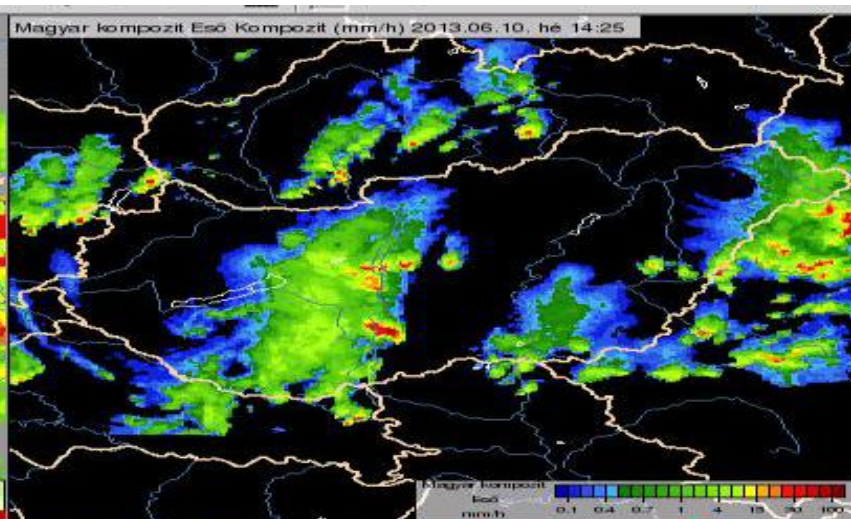 Magyar kompozit Eső Kompozit (mm/h) 2013.06.10. hé 14:25
Magyar kompozit
Eső
mm/h
0.1 0.4 0.7 1 4 15 30 100